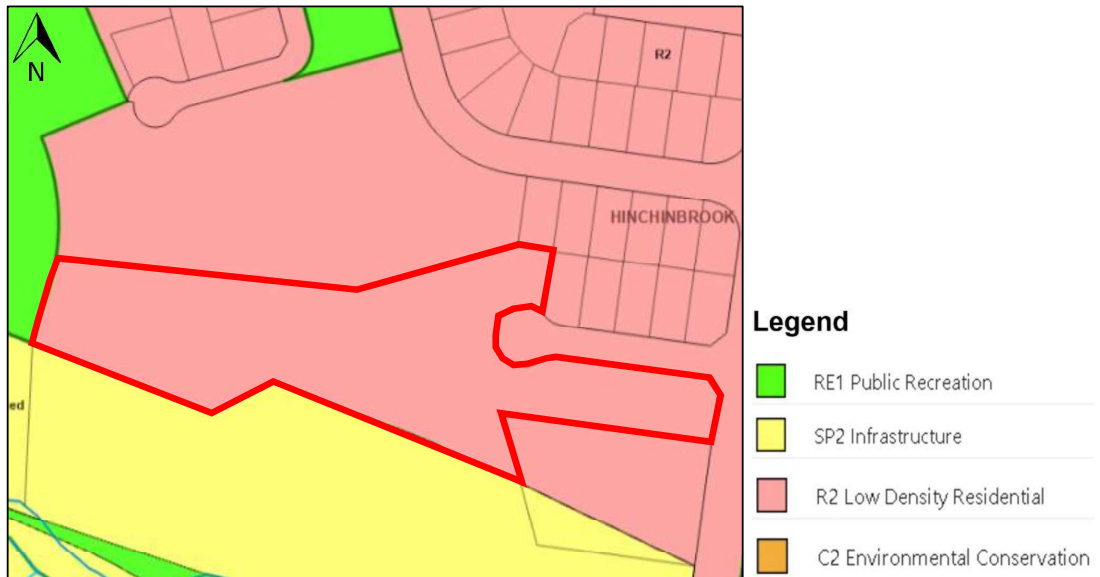 N
R2
HINCHINBROOK
ed
Legend
RE1 Public Recreation
SP2 Infrastructure
R2 Low Density Residential
C2 Environmental Conservation